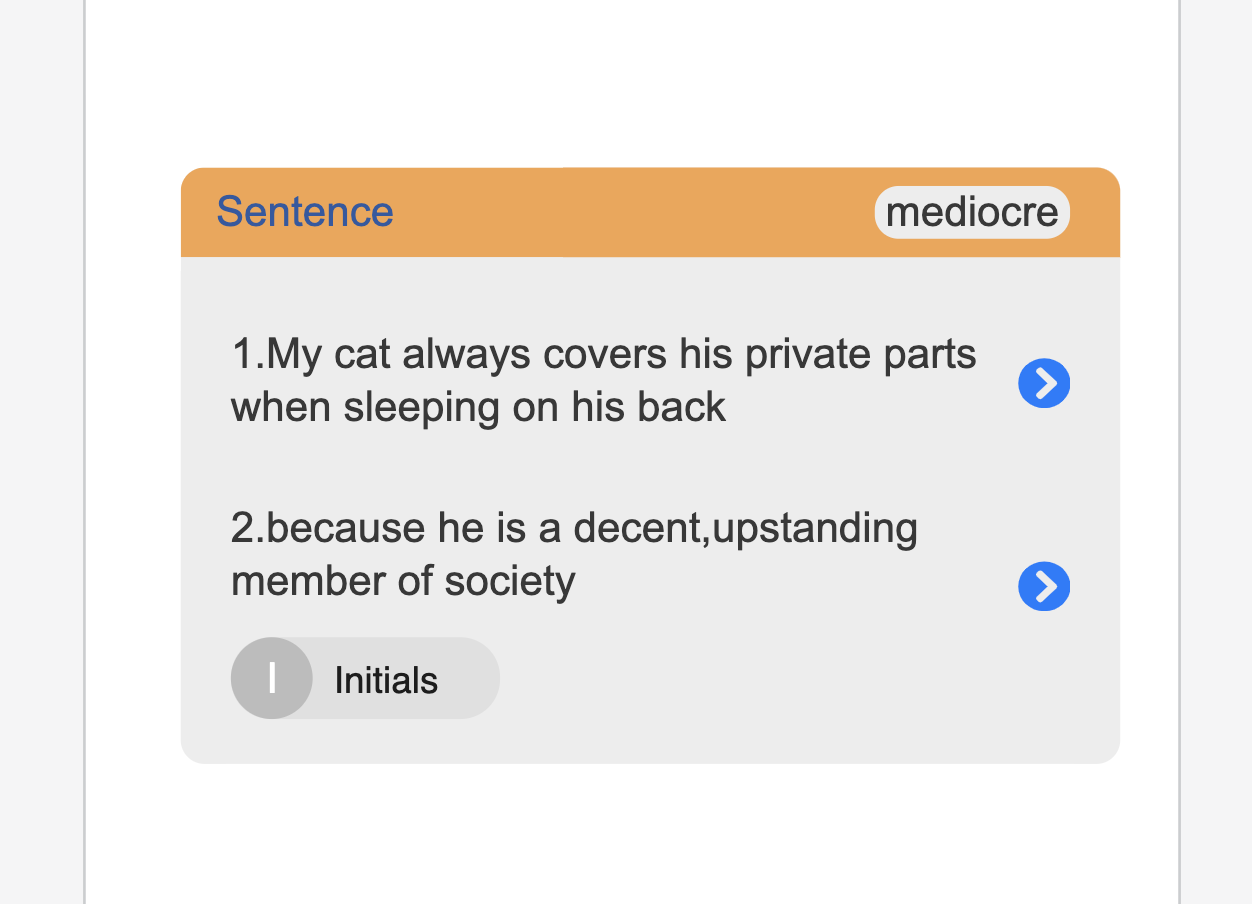 Sentence
mediocre
1.My cat always covers his private parts
when sleeping on his back
2.because he is a decent,upstanding
member of society
I
Initials